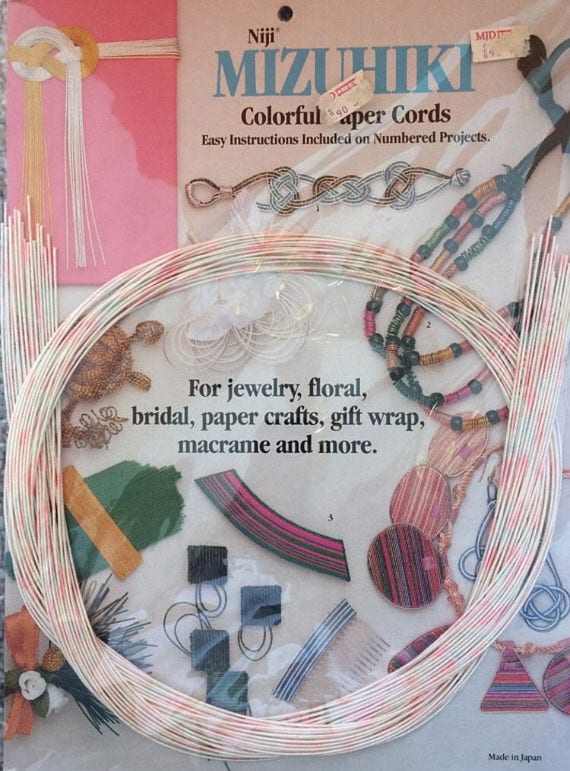 Niji®
MIZUHIKI
Colorful aper Cords
Easy Instructions Included on Numbered Projects.
1
2
For jewelry, floral,
bridal, paper crafts, gift wrap,
macrame and more.
3
Made in Japan